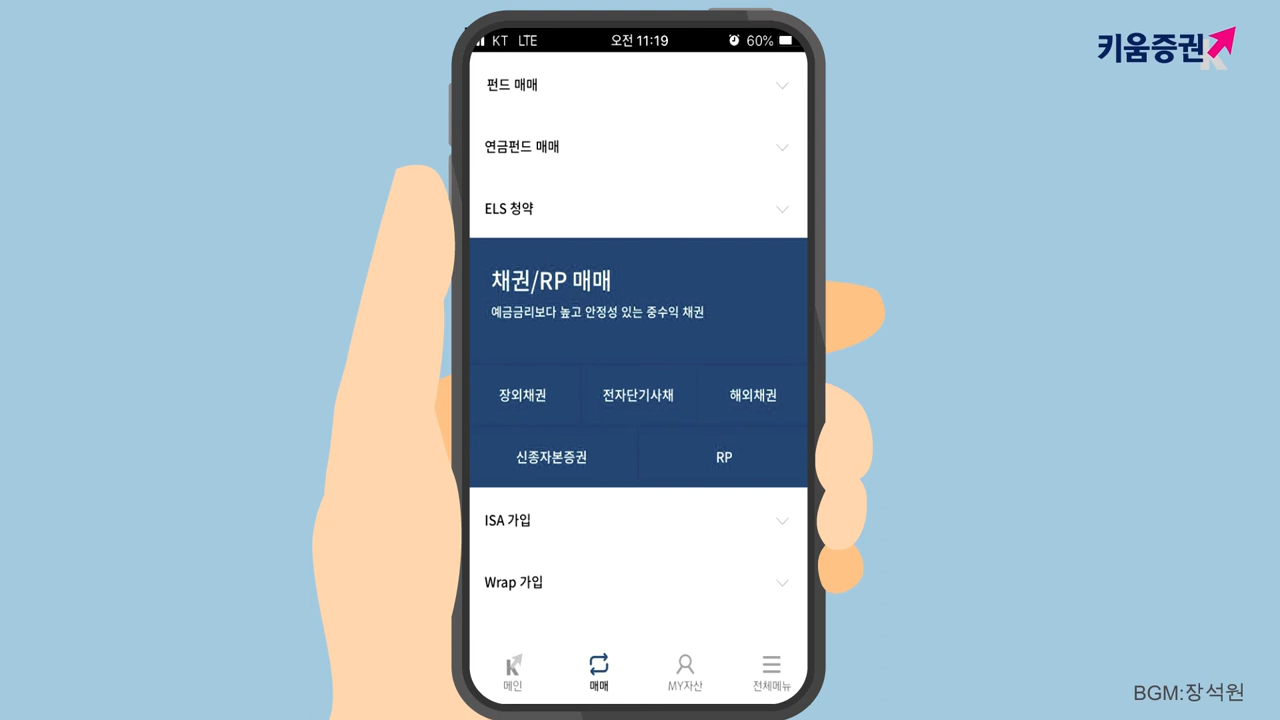 KT LTE 오전 11:19 60%
키움증권
펀드 매매
연금펀드 매매
ELS 청약
채권/RP 매매
예금금리보다 높고 안정성 있는 중수익 채권
장외채권 전자단기사채 해외채권
신종자본증권 RP
ISA 가입
Wrap 가입
메인 매매 MY자산 전체메뉴
BGM:장석원